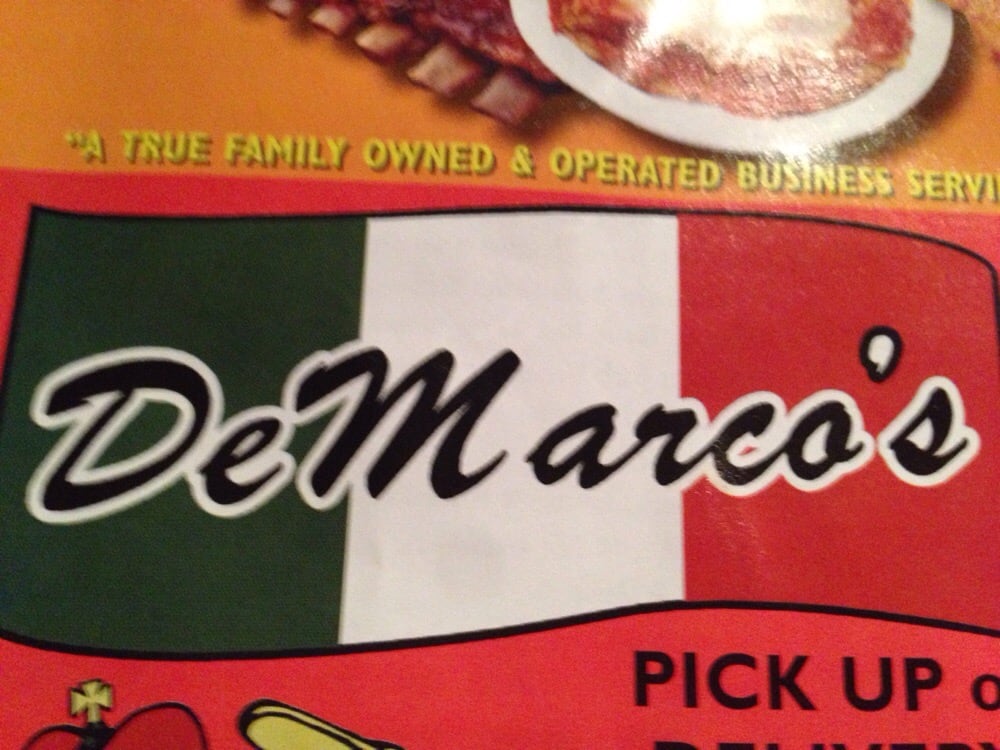 "A TRUE FAMILY OWNED & OPERATED BUSINESS
DeMarco's
PICK UP